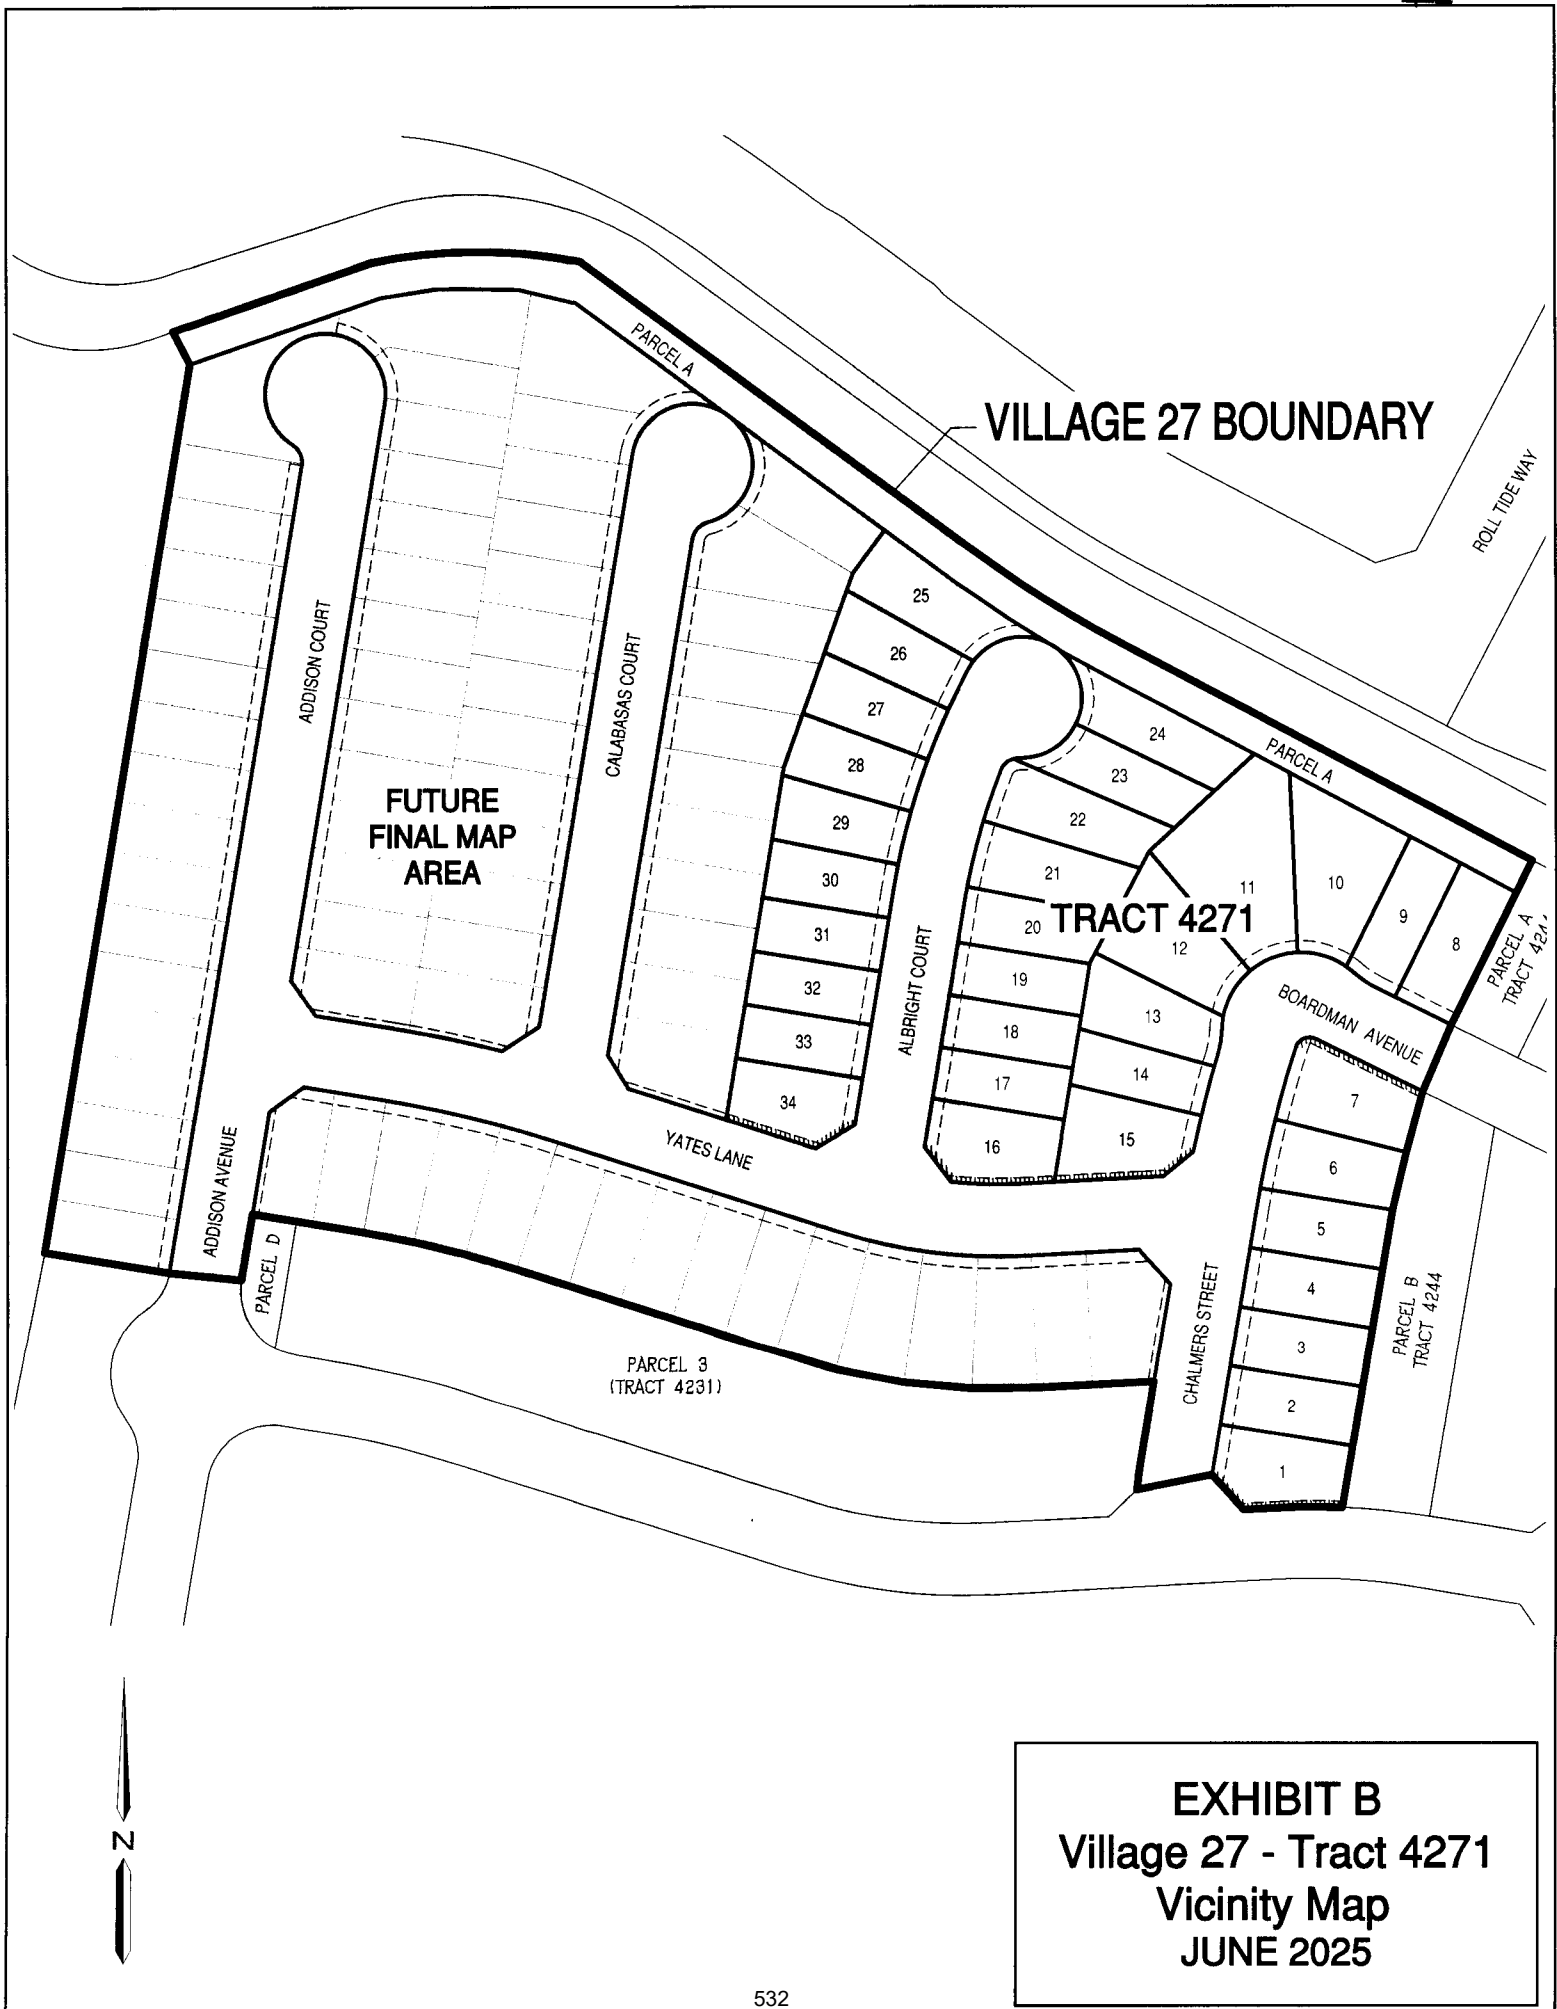 VILLAGE 27 BOUNDARY
ROLL TIDE WAY
PARCEL A
ADDISON COURT
CALABASAS COURT
FUTURE
FINAL MAP
AREA
25
26
27
28
29
30
31
32
33
34
ALBRIGHT COURT
24
23
22
21
20
19
18
17
16
TRACT 4271
PARCEL A
11
10
9
8
12
13
14
15
BOARDMAN AVENUE
PARCEL A
TRACT
7
6
5
4
3
2
1
CHALMERS STREET
PARCEL B
TRACT 4244
YATES LANE
ADDISON AVENUE
PARCEL D
PARCEL 3
(TRACT 4231)
N
EXHIBIT B
Village 27 - Tract 4271
Vicinity Map
JUNE 2025
532